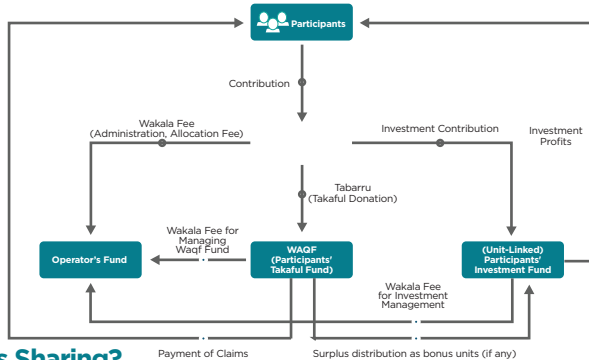 Participants
Contribution
Wakala Fee
(Administration, Allocation Fee)
Investment Contribution
Investment
Profits
Tabarru
(Takaful Donation)
Wakala Fee for
Managing
Waqf Fund
Operator's Fund
WAQF
(Participants'
Takaful Fund)
(Unit-Linked)
Participants'
Investment Fund
Wakala Fee
for Investment
Management
Payment of Claims
Surplus distribution as bonus units (if any)
Sharing?